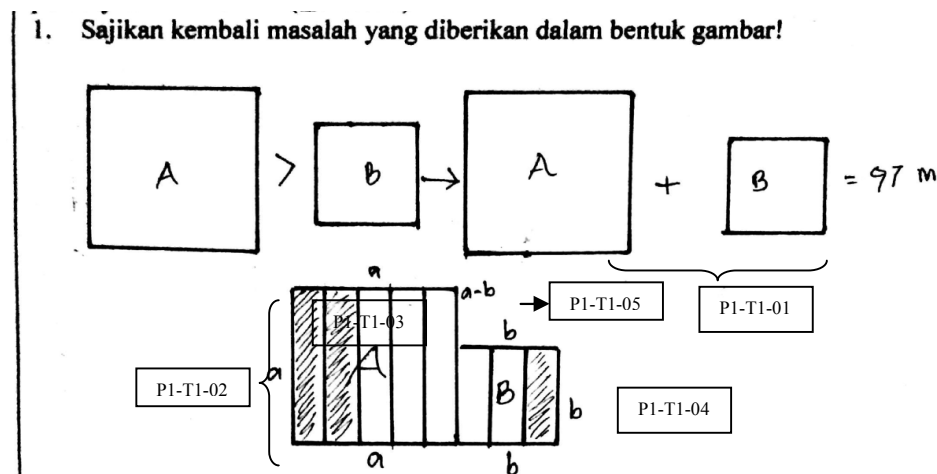 1. Sajikan kembali masalah yang diberikan dalam bentuk gambar!
A > B → A + B = 97 m
a
a-b
P1-T1-05
P1-T1-01
P1-T1-03
b
P1-T1-02
a
A
B
b
P1-T1-04
a
b